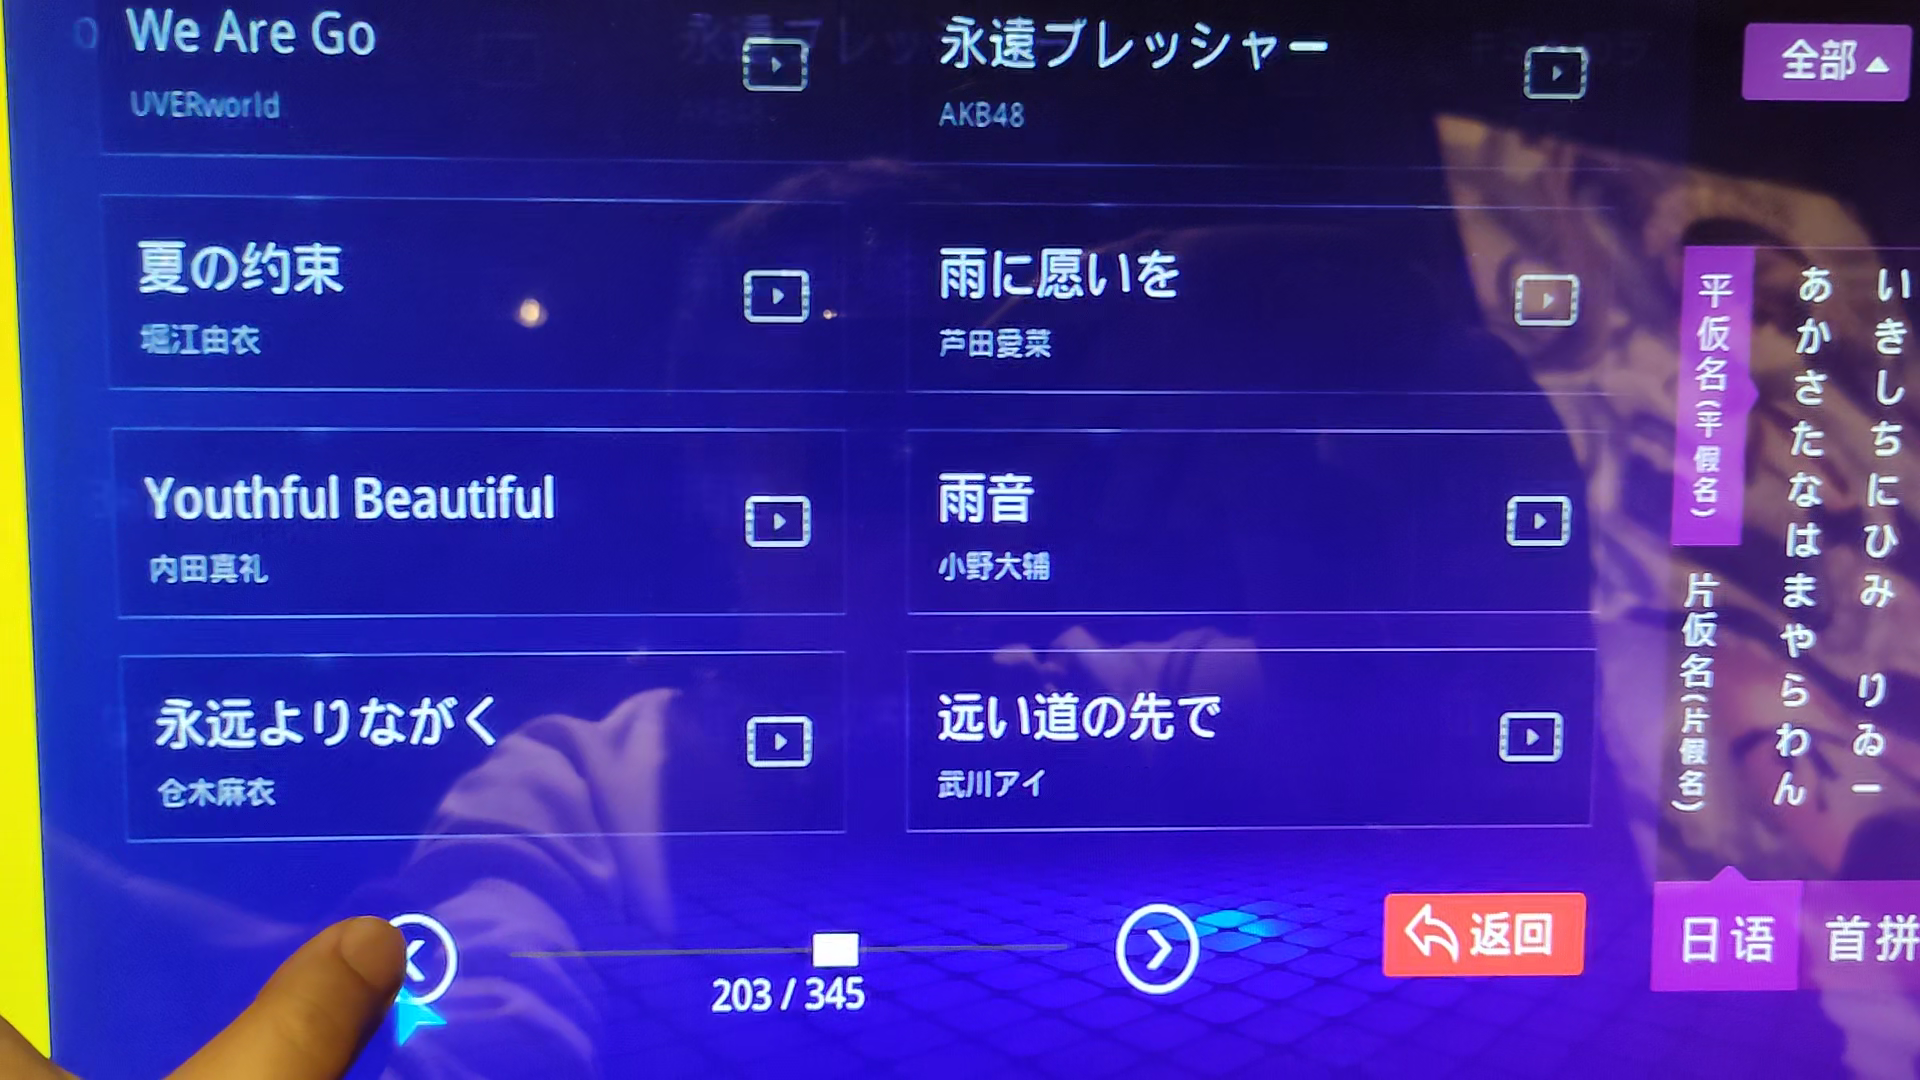 We Are Go
UVERworld
永遠プレッシャー
AKB48
全部
夏の约束
堀江由衣
雨に愿いを
芦田愛菜
Youthful Beautiful
内田真礼
雨音
小野大辅
永远よりながく
仓木麻衣
远い道の先で
武川アイ
平仮名(平假名)
片仮名(片假名)
あかさたなはまやらわん
いきしちにひみ りゐー
203 / 345
返回
日语
首拼